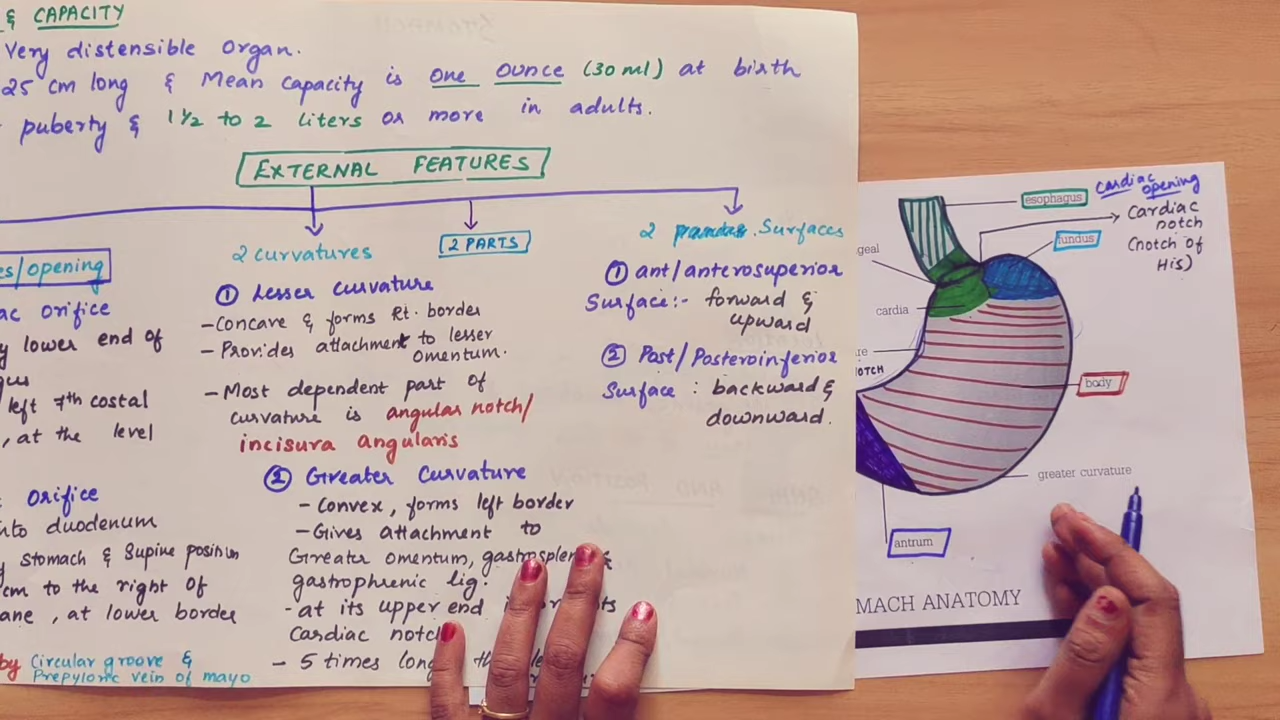 & CAPACITY
Very distensible organ.
25 cm long & Mean capacity is one ounce (30 ml) at birth
puberty & 1½ to 2 liters or more in adults.
EXTERNAL FEATURES
es/opening
ac orifice
y lower end of
gus
left 7th costal
, at the level
orifice
into duodenum
y stomach & supine position
cm to the right of
ane, at lower border
by circular groove &
Prepyloric vein of mayo
2 curvatures
① Lesser curvature
- Concave & forms Rt. border
- Provides attachment to lesser
omentum.
- Most dependent part of
curvature is angular notch/
incisura angularis
② Greater Curvature
- Convex, forms left border
- Gives attachment to
Greater omentum,
gastrophrenic lig.
- at its upper end
Cardiac notch
- 5 times
2 PARTS
2 Surfaces
① ant/anterosuperior
Surface:- forward &
upward
② Post/Posteroinferior
Surface : backward &
downward.
esophagus
cardiac
opening
Cardiac
notch
(notch of
His)
fundus
geal
cardia
re
NOTCH
body
greater curvature
antrum
MACH ANATOMY